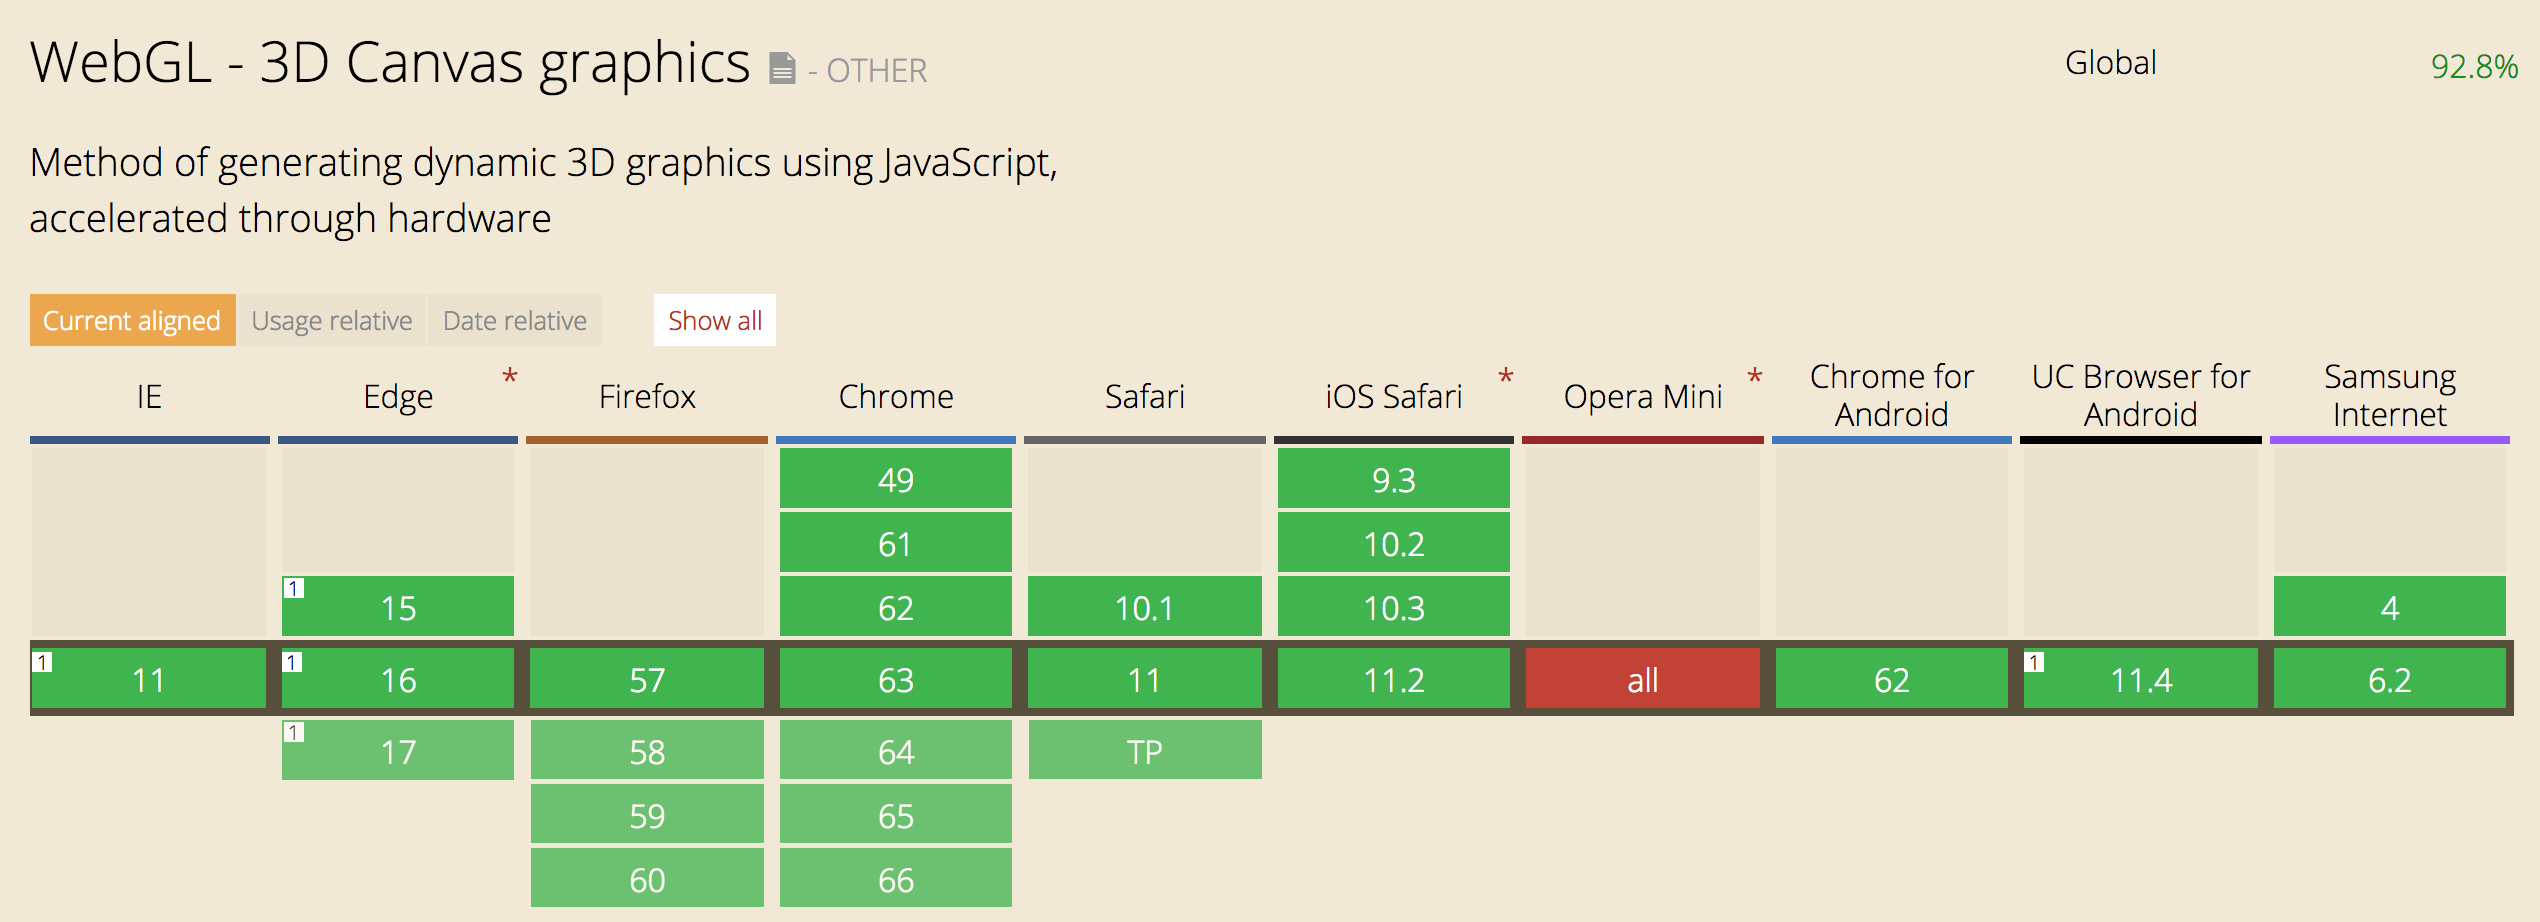 WebGL - 3D Canvas graphics - OTHER
Global 92.8%
Method of generating dynamic 3D graphics using JavaScript,
accelerated through hardware
Current aligned Usage relative Date relative Show all
IE Edge * Firefox Chrome Safari iOS Safari * Opera Mini * Chrome for Android UC Browser for Android Samsung Internet
49 9.3
61 10.2
1 15 62 10.1 10.3 4
1 11 1 16 57 63 11 11.2 all 62 1 11.4 6.2
1 17 58 64 TP
59 65
60 66